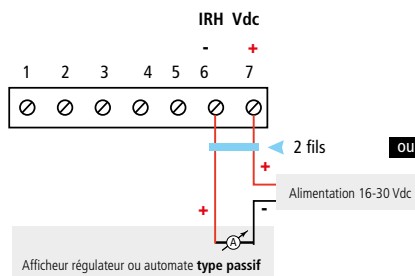 IRH Vdc
- +
1 2 3 4 5 6 7
2 fils
ou
+
Alimentation 16-30 Vdc
-
+
A
Afficheur régulateur ou automate type passif